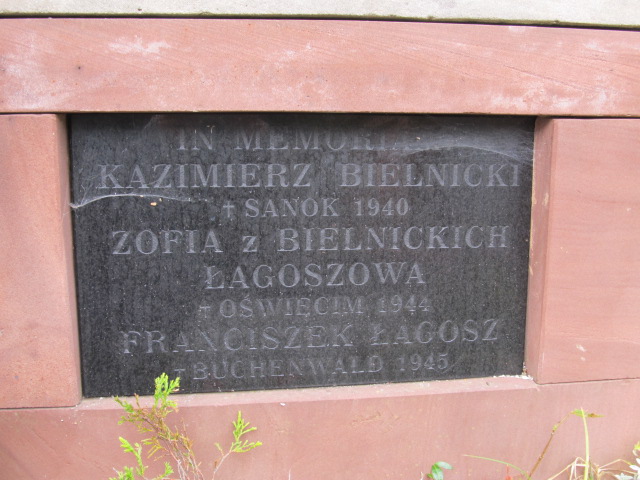 IN MEMORIAM
KAZIMIERZ BIELNICKI
† SANOK 1940
ZOFIA z BIELNICKICH
ŁAGOSZOWA
† OŚWIĘCIM 1944
FRANCISZEK ŁAGOSZ
† BUCHENWALD 1945